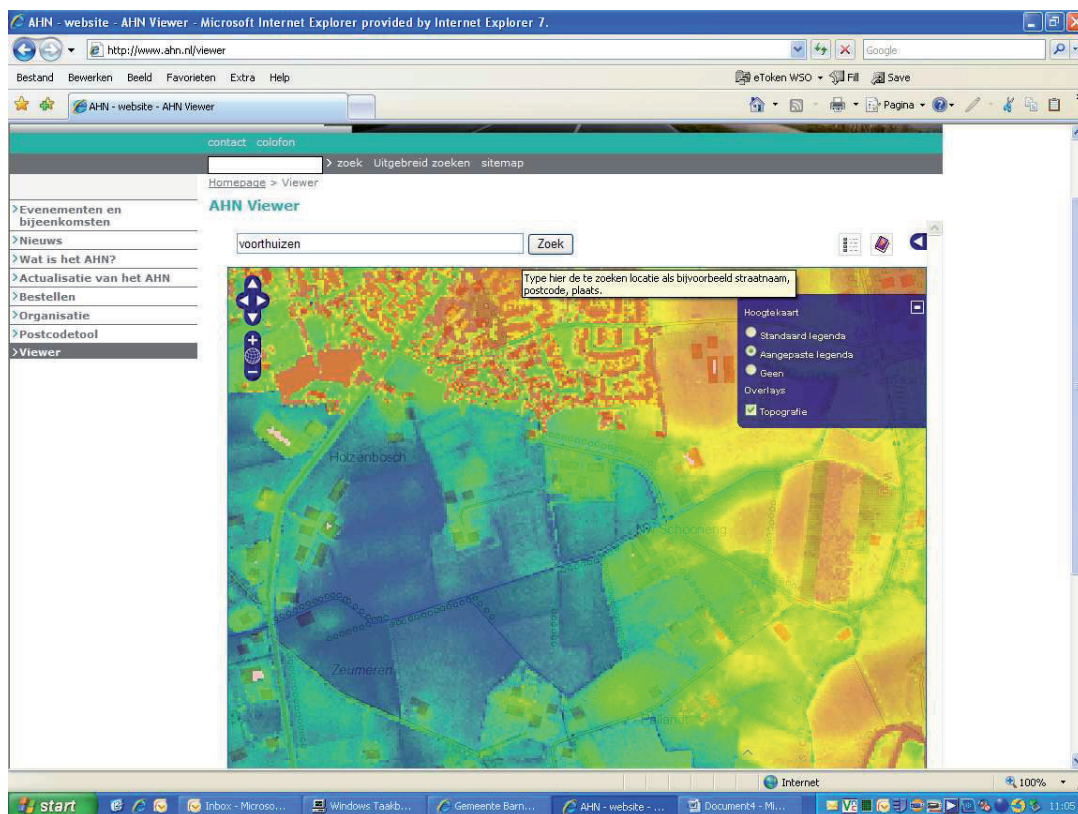 AHN - website - AHN Viewer - Microsoft Internet Explorer provided by Internet Explorer 7.
http://www.ahn.nl/viewer
Google
Bestand Bewerken Beeld Favorieten Extra Help
eToken WSO Fill Save
AHN - website - AHN Viewer
Pagina
contact colofon
> zoek Uitgebreid zoeken sitemap
Homepage > Viewer
AHN Viewer
>Evenementen en
bijeenkomsten
>Nieuws
>Wat is het AHN?
>Actualisatie van het AHN
>Bestellen
>Organisatie
>Postcodetool
>Viewer
voorthuizen
Zoek
Type hier de te zoeken locatie als bijvoorbeeld straatnaam,
postcode, plaats.
Hoogtekaart
Standaard legenda
Aangepaste legenda
Geen
Overlays
Topografie
Holzenbosch
Zeumeren
Internet
100%
start
Inbox - Microso...
Windows Taakb...
Gemeente Barn...
AHN - website - ...
Document4 - Mi...
11:05